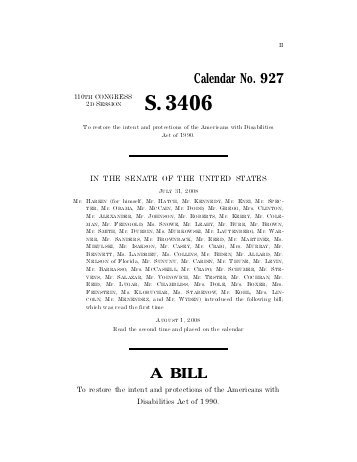 II
Calendar No. 927
110TH CONGRESS
2D SESSION
S. 3406
To restore the intent and protections of the Americans with Disabilities
Act of 1990.
IN THE SENATE OF THE UNITED STATES
JULY 31, 2008
Mr. HARKIN (for himself, Mr. HATCH, Mr. KENNEDY, Mr. ENZI, Mr. SPEC-
TER, Mr. OBAMA, Mr. MCCAIN, Mr. DODD, Mr. GREGG, Mrs. CLINTON,
Mr. ALEXANDER, Mr. JOHNSON, Mr. ROBERTS, Mr. KERRY, Mr. COLE-
MAN, Mr. FEINGOLD, Ms. SNOWE, Mr. LEAHY, Mr. BURR, Mr. BROWN,
Mr. SMITH, Mr. DURBIN, Ms. MURKOWSKI, Mr. LAUTENBERG, Mr. WAR-
NER, Mr. SANDERS, Mr. BROWNBACK, Mr. REED, Mr. MARTINEZ, Ms.
MIKULSKI, Mr. ISAKSON, Mr. CASEY, Mr. CRAIG, Mrs. MURRAY, Mr.
BENNETT, Ms. LANDRIEU, Ms. COLLINS, Mr. BIDEN, Mr. ALLARD, Mr.
NELSON of Florida, Mr. STEVENS, Mr. CARDIN, Mr. THUNE, Mr. LEVIN,
Mr. BARRASSO, Mrs. MCCASKILL, Mr. CRAPO, Mr. SCHUMER, Mr.
Mr. SALAZAR, Mr. VOINOVICH, Mr. TESTER, Mr. COCHRAN, Mr.
REID, Mr. LUGAR, Mr. CHAMBLISS, Mrs. DOLE, Mrs. BOXER, Mrs.
FEINSTEIN, Ms. KLOBUCHAR, Ms. STABENOW, Mr. KOHL, Mrs. LIN-
COLN, Mr. MENENDEZ, and Mr. WYDEN) introduced the following bill;
which was read the first time
AUGUST 1, 2008
Read the second time and placed on the calendar
A BILL
To restore the intent and protections of the Americans with
Disabilities Act of 1990.